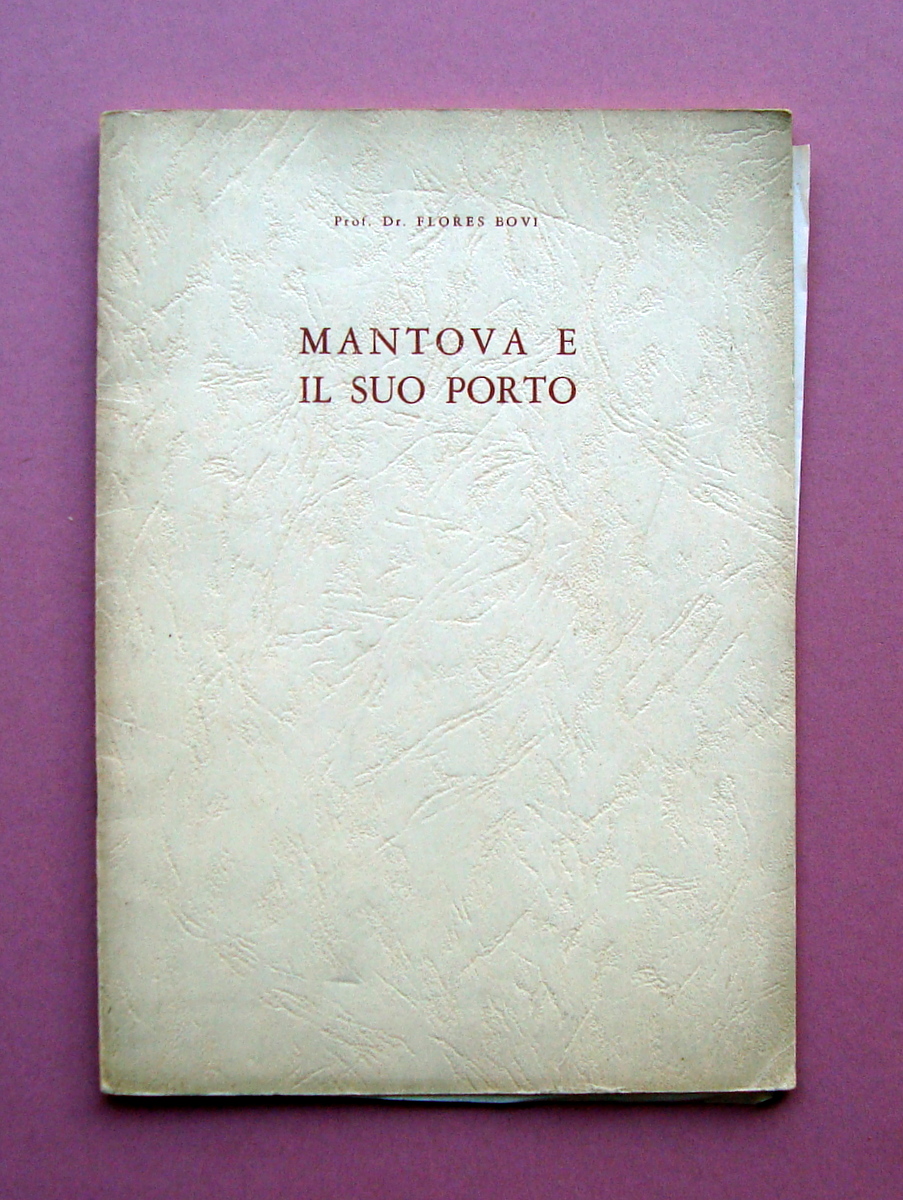 Prof. Dr. FLORES BOVI
MANTOVA E
IL SUO PORTO